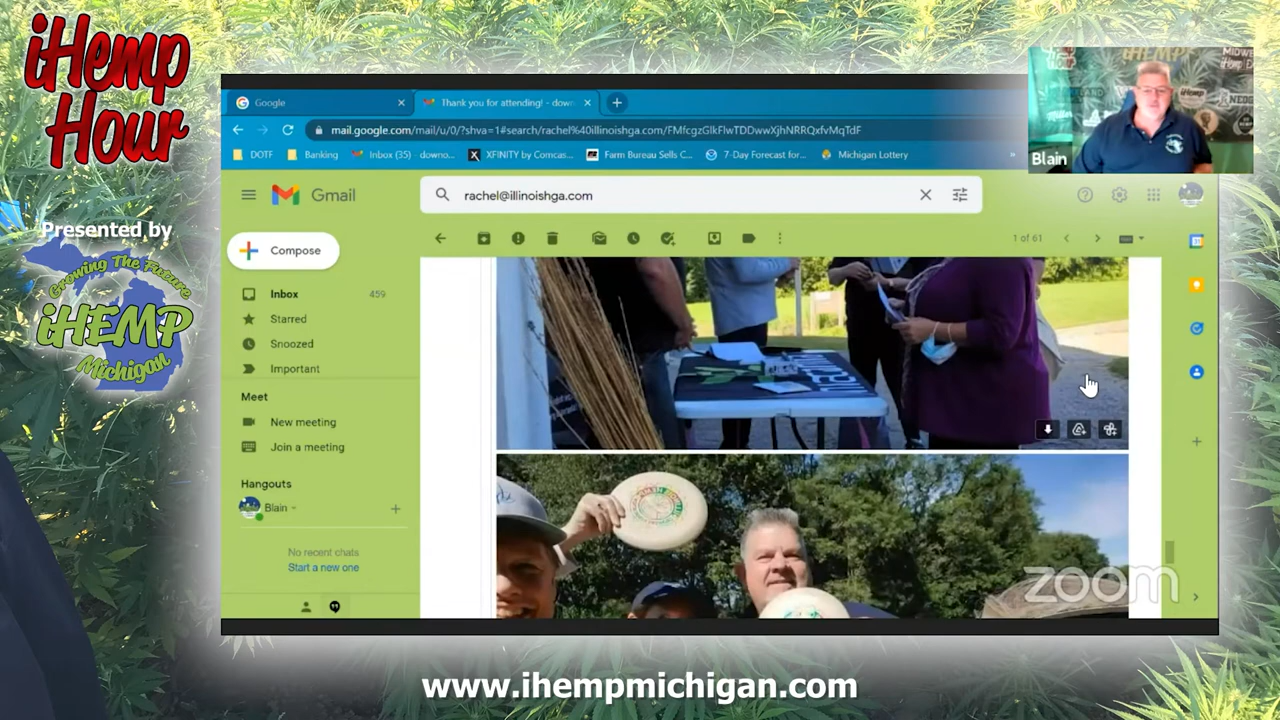 iHemp
Hour
Presented by
Growing The Future
iHEMP
Michigan
Google
Thank you for attending! - down
mail.google.com/mail/u/0/?shva=1#search/rachel%40illinoishga.com/FMfcgzGlkFlwTDDwwXjhNRRQxfvMqTdF
DOTF
Banking
Inbox (35) - downo...
XFINITY by Comcas...
Farm Bureau Sells C...
7-Day Forecast for...
Michigan Lottery
»
Blain
Gmail
rachel@illinoishga.com
Compose
1 of 61
Inbox 459
Starred
Snoozed
Important
Meet
New meeting
Join a meeting
Hangouts
Blain
No recent chats
Start a new one
zoom
www.ihempmichigan.com